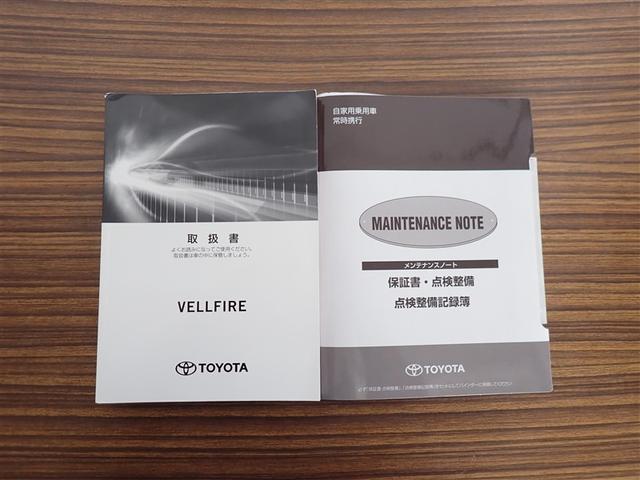 取扱書
よくお読みになってご使用ください。
取扱書は車の中に保管しましょう。
VELLFIRE
TOYOTA
自家用乗用車
常時携行
MAINTENANCE NOTE
メンテナンスノート
保証書・点検整備
点検整備記録簿
TOYOTA